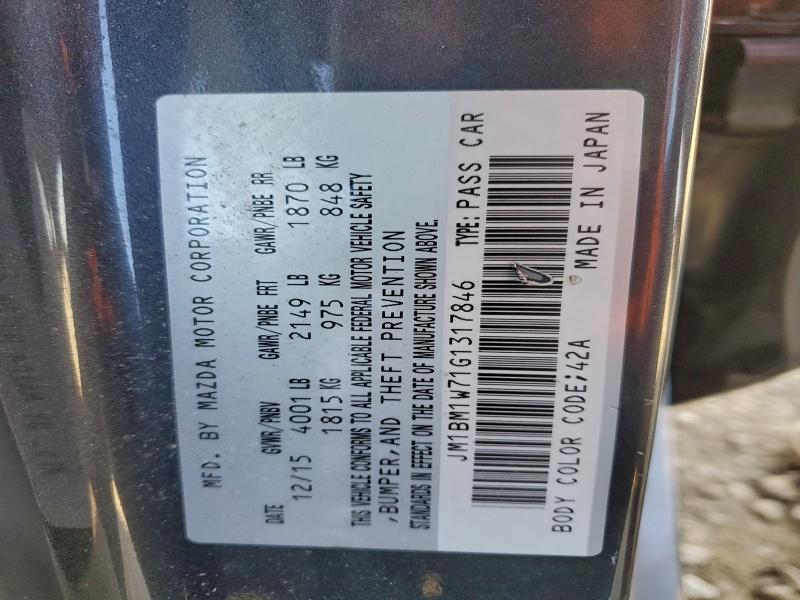 MFD. BY MAZDA MOTOR CORPORATION
DATE GVWR/PNBV GAWR/PNBE FRT GAWR/PNBE RR
12/15 4001 LB 2149 LB 1870 LB
1815 KG 975 KG 848 KG
THIS VEHICLE CONFORMS TO ALL APPLICABLE FEDERAL MOTOR VEHICLE SAFETY
,BUMPER,AND THEFT PREVENTION
STANDARDS IN EFFECT ON THE DATE OF MANUFACTURE SHOWN ABOVE.
JM1BM1W71G1317846 TYPE: PASS CAR
BODY COLOR CODE;42A MADE IN JAPAN